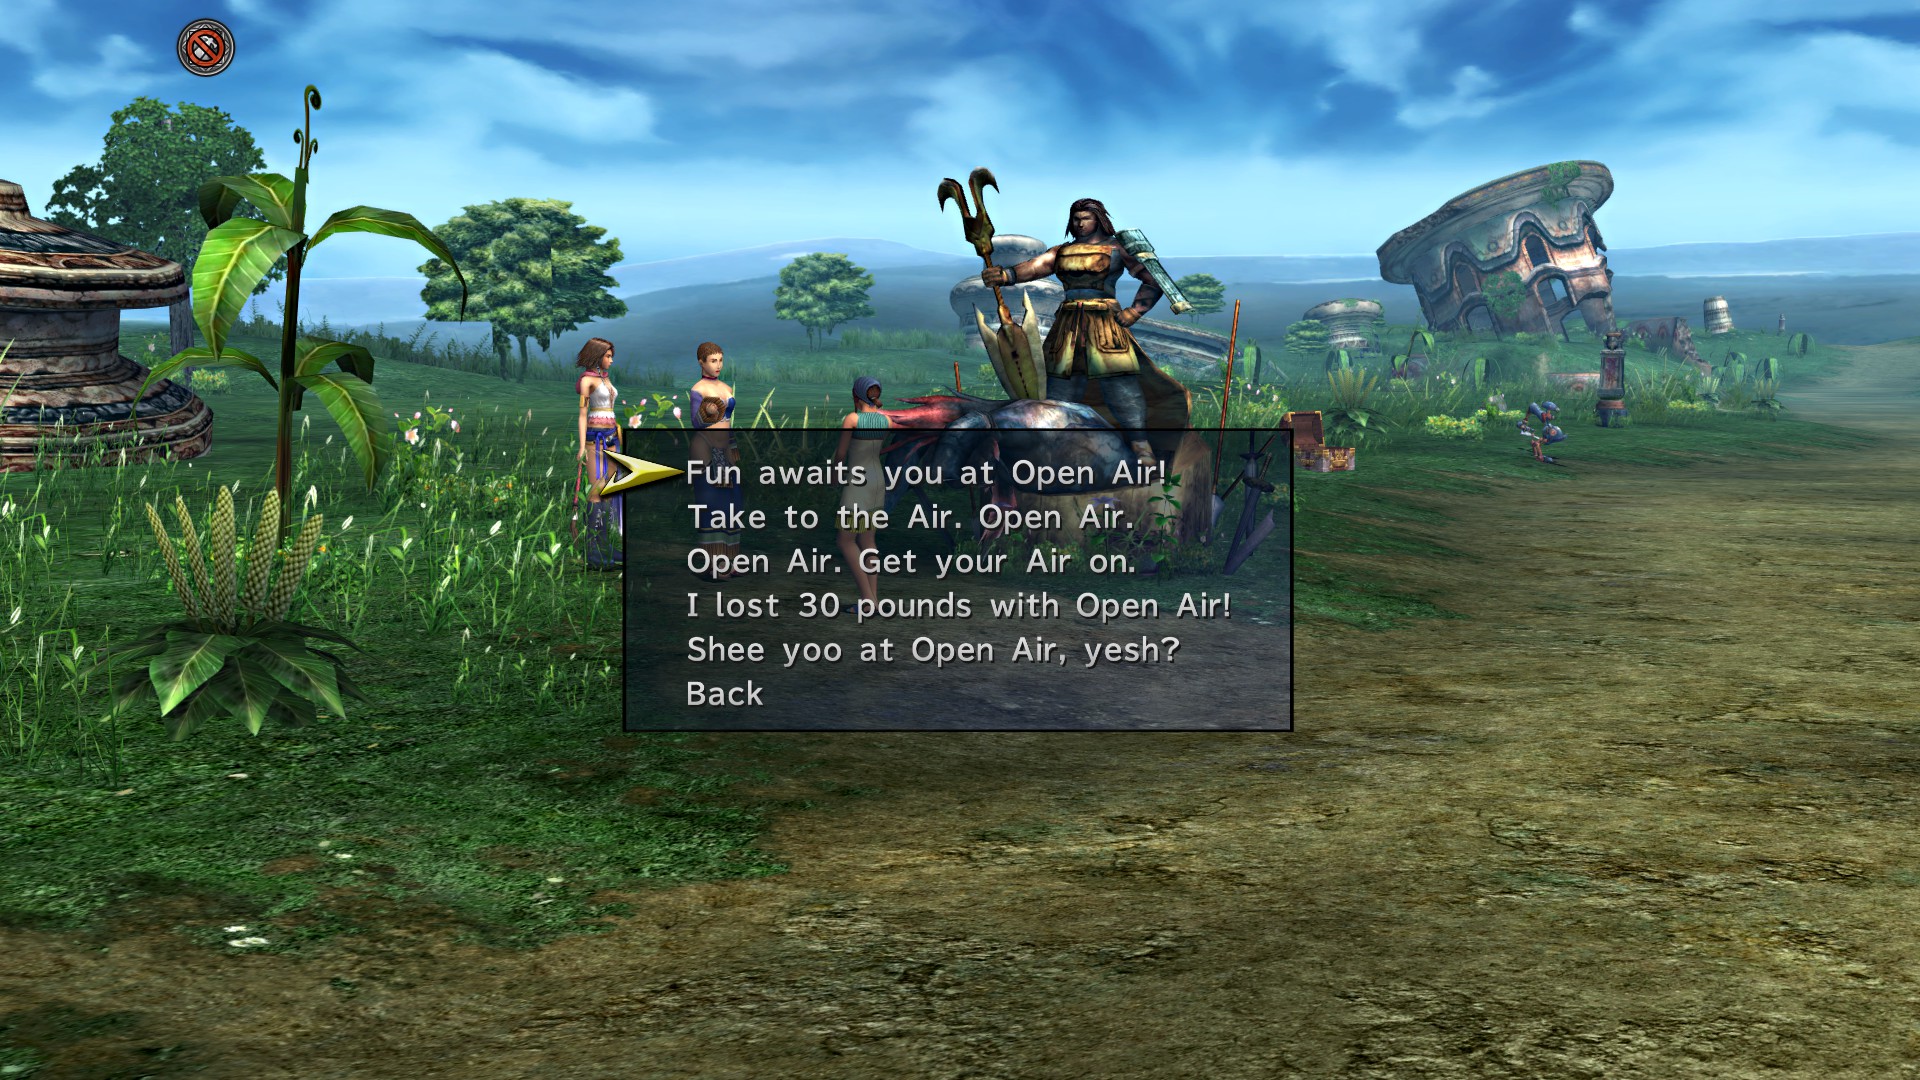 Fun awaits you at Open Air!
Take to the Air. Open Air.
Open Air. Get your Air on.
I lost 30 pounds with Open Air!
Shee yoo at Open Air, yesh?
Back